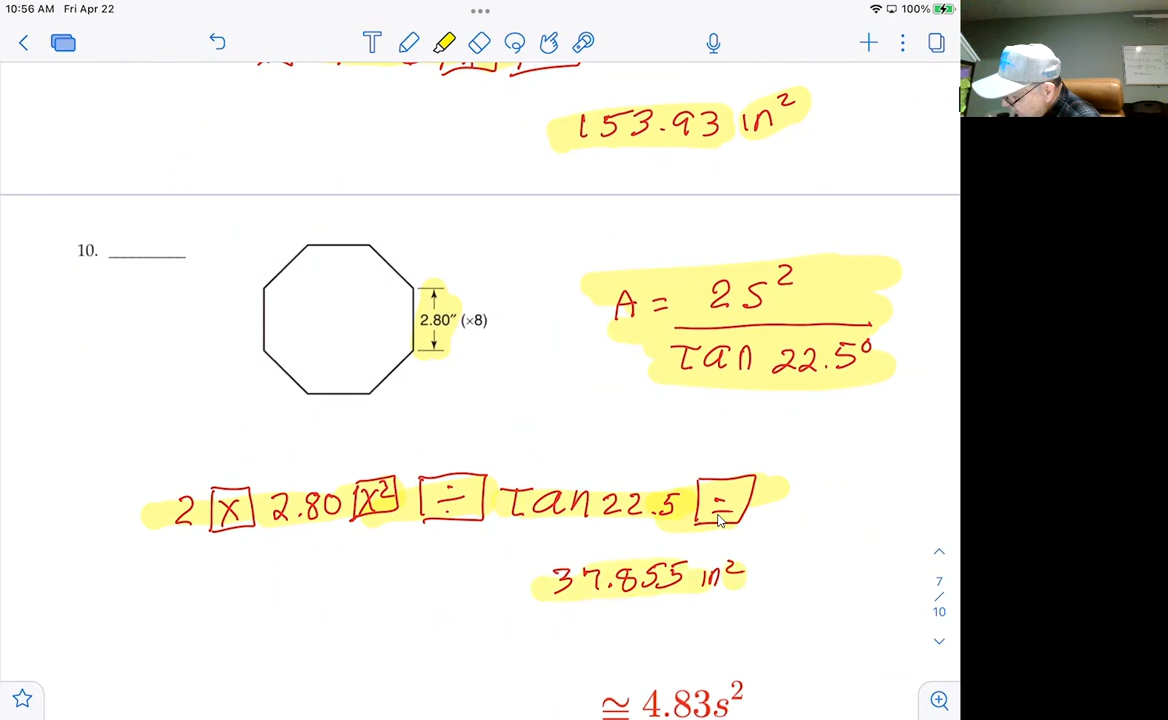 10:56 AM Fri Apr 22
100%
153.93 in²
10. ________
2.80″ (×8)
A = 2s² / Tan 22.5°
2 × 2.80 x² ÷ Tan 22.5 =
37.855 in²
7
/
10
≅ 4.83s²